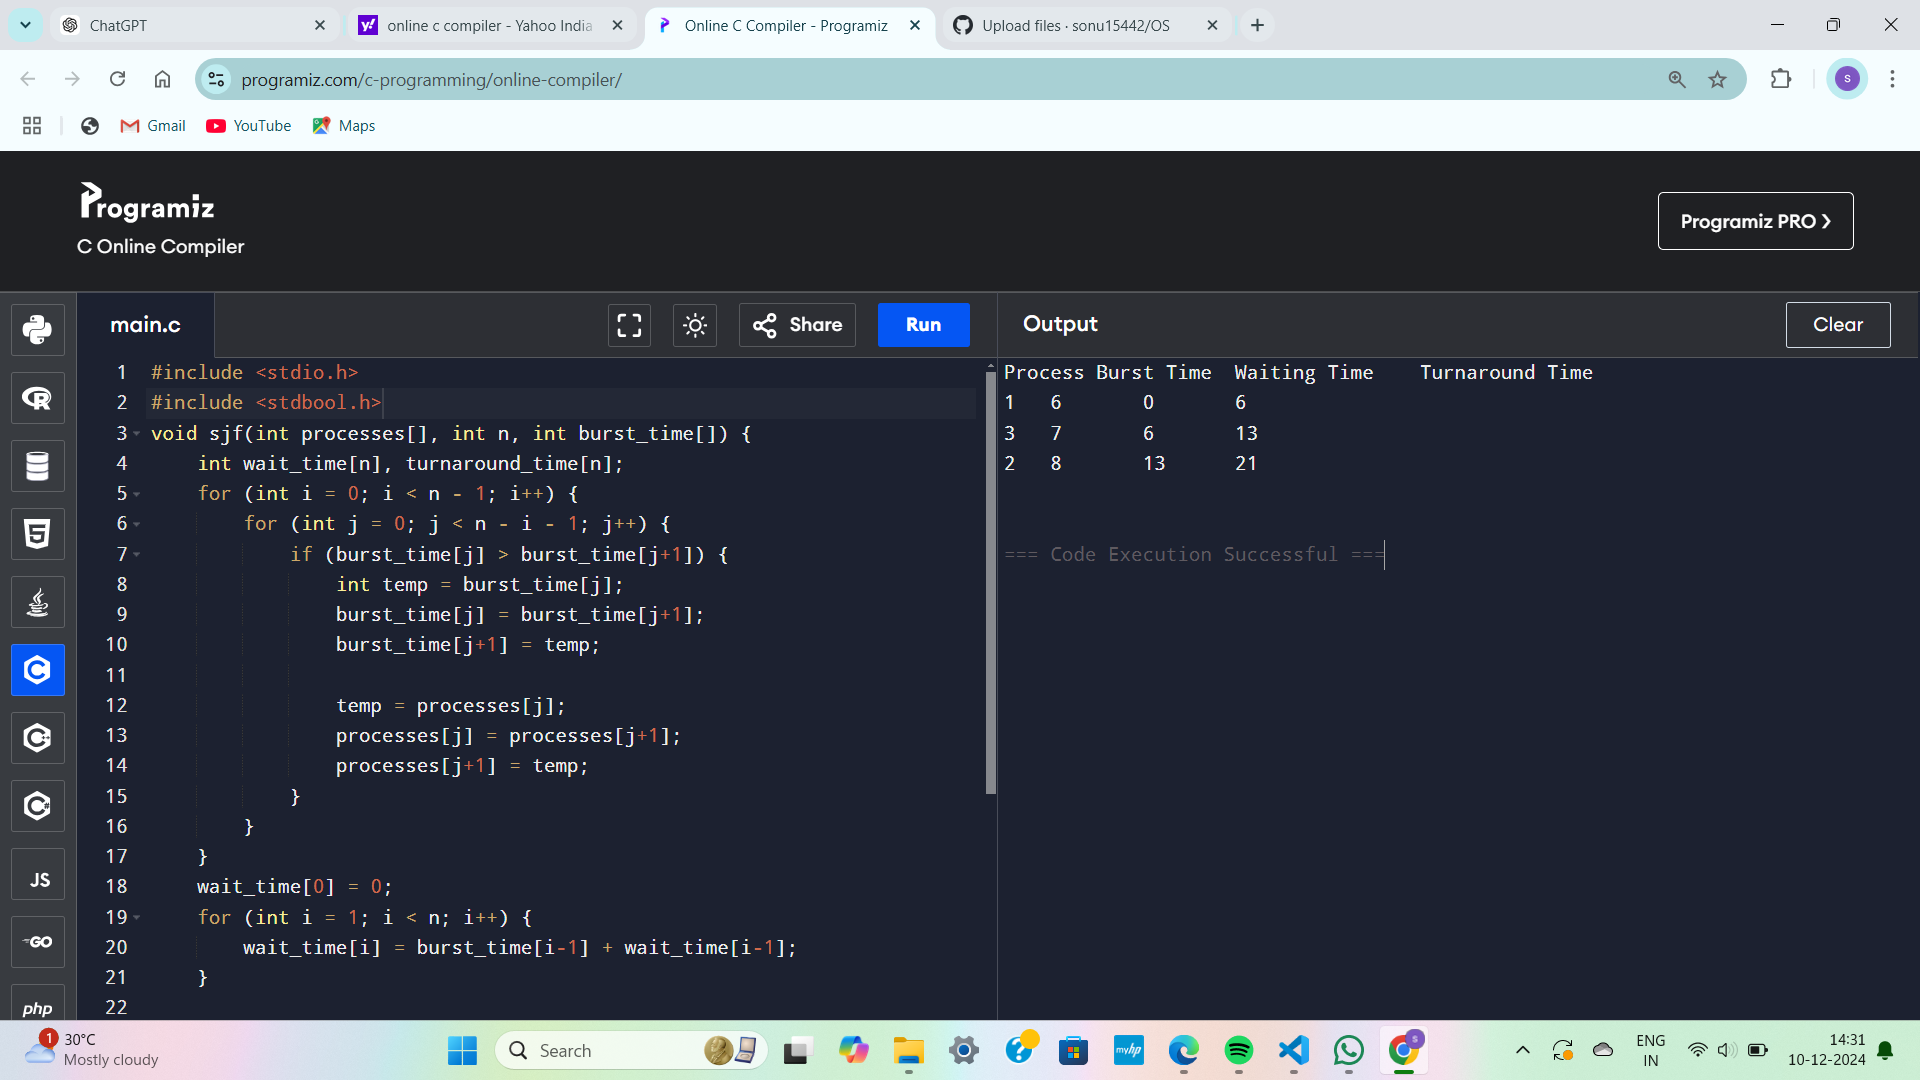 ChatGPT
online c compiler - Yahoo India
Online C Compiler - Programiz
Upload files · sonu15442/OS
programiz.com/c-programming/online-compiler/
S
Gmail
YouTube
Maps
Programiz
C Online Compiler
Programiz PRO
main.c
Share
Run
Output
Clear
1 #include <stdio.h>
2 #include <stdbool.h>
3 void sjf(int processes[], int n, int burst_time[]) {
4 int wait_time[n], turnaround_time[n];
5 for (int i = 0; i < n - 1; i++) {
6 for (int j = 0; j < n - i - 1; j++) {
7 if (burst_time[j] > burst_time[j+1]) {
8 int temp = burst_time[j];
9 burst_time[j] = burst_time[j+1];
10 burst_time[j+1] = temp;
11
12 temp = processes[j];
13 processes[j] = processes[j+1];
14 processes[j+1] = temp;
15 }
16 }
17 }
18 wait_time[0] = 0;
19 for (int i = 1; i < n; i++) {
20 wait_time[i] = burst_time[i-1] + wait_time[i-1];
21 }
22
Process Burst Time Waiting Time Turnaround Time
1 6 0 6
3 7 6 13
2 8 13 21
=== Code Execution Successful ===
R
5
C
C
C
JS
GO
php
1
30°C
Mostly cloudy
Search
myhp
S
ENG
IN
14:31
10-12-2024